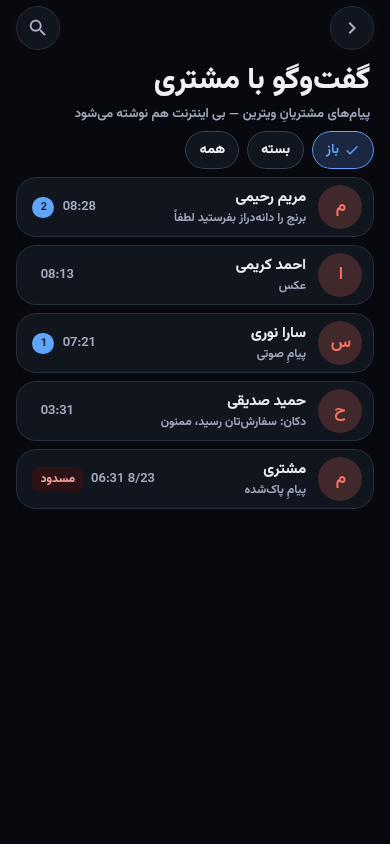 گفت‌وگو با مشتری
پیام‌های مشتریانِ ویترین — بی اینترنت هم نوشته می‌شود
باز
بسته
همه
م
مریم رحیمی
برنج را دانه‌دراز بفرستید لطفاً
08:28
2
ا
احمد کریمی
عکس
08:13
س
سارا نوری
پیامِ صوتی
07:21
1
ح
حمید صدیقی
دکان: سفارش‌تان رسید، ممنون
03:31
م
مشتری
پیامِ پاک‌شده
8/23 06:31
مسدود